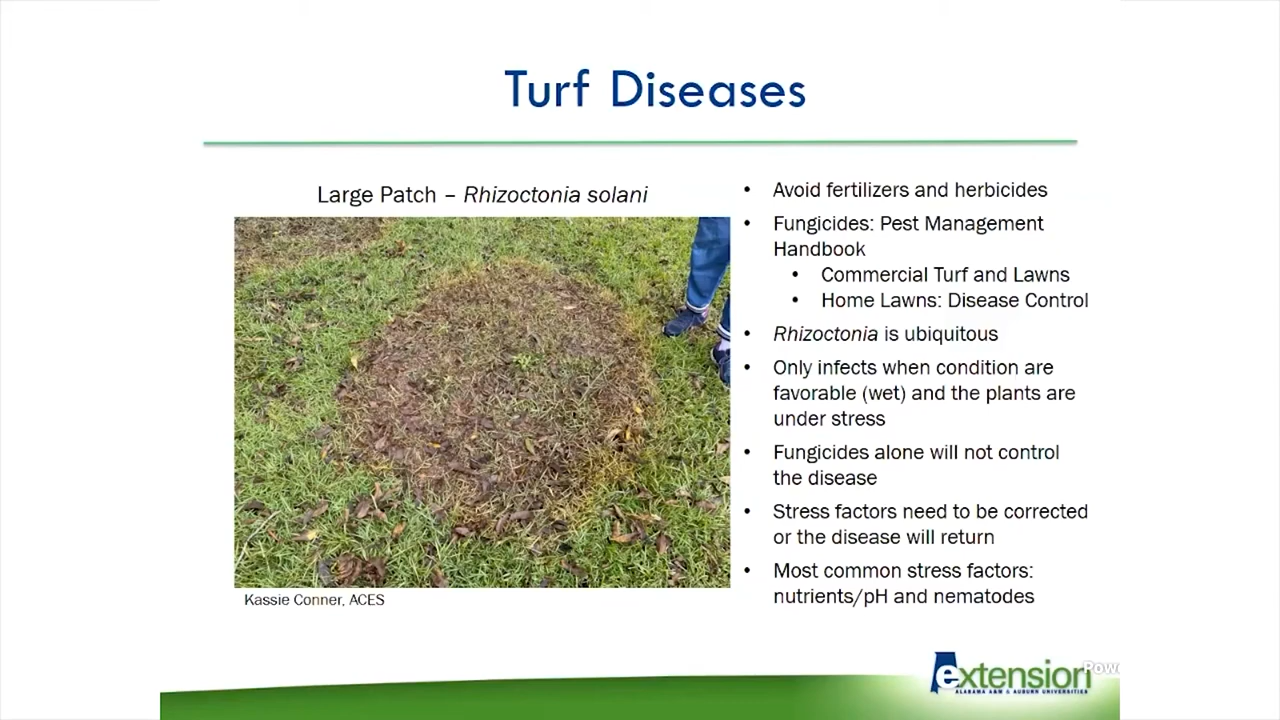 Turf Diseases
Large Patch – Rhizoctonia solani
Kassie Conner, ACES
• Avoid fertilizers and herbicides
• Fungicides: Pest Management
Handbook
• Commercial Turf and Lawns
• Home Lawns: Disease Control
• Rhizoctonia is ubiquitous
• Only infects when condition are
favorable (wet) and the plants are
under stress
• Fungicides alone will not control
the disease
• Stress factors need to be corrected
or the disease will return
• Most common stress factors:
nutrients/pH and nematodes
extension
ALABAMA A&M & AUBURN UNIVERSITIES